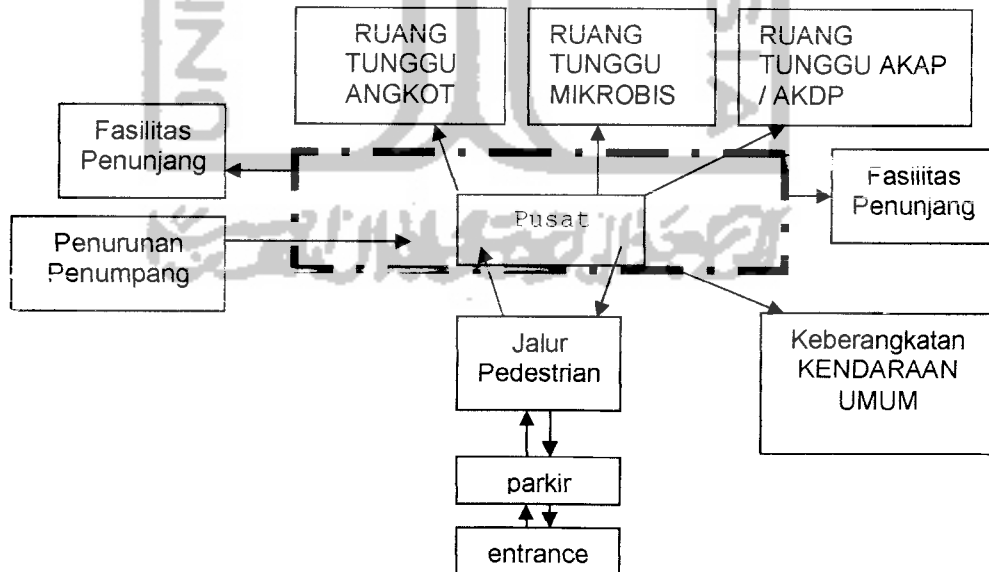 RUANG
TUNGGU
ANGKOT
RUANG
TUNGGU
MIKROBIS
RUANG
TUNGGU AKAP
/ AKDP
Fasilitas
Penunjang
Fasilitas
Penunjang
Pusat
Penurunan
Penumpang
Jalur
Pedestrian
Keberangkatan
KENDARAAN
UMUM
parkir
entrance